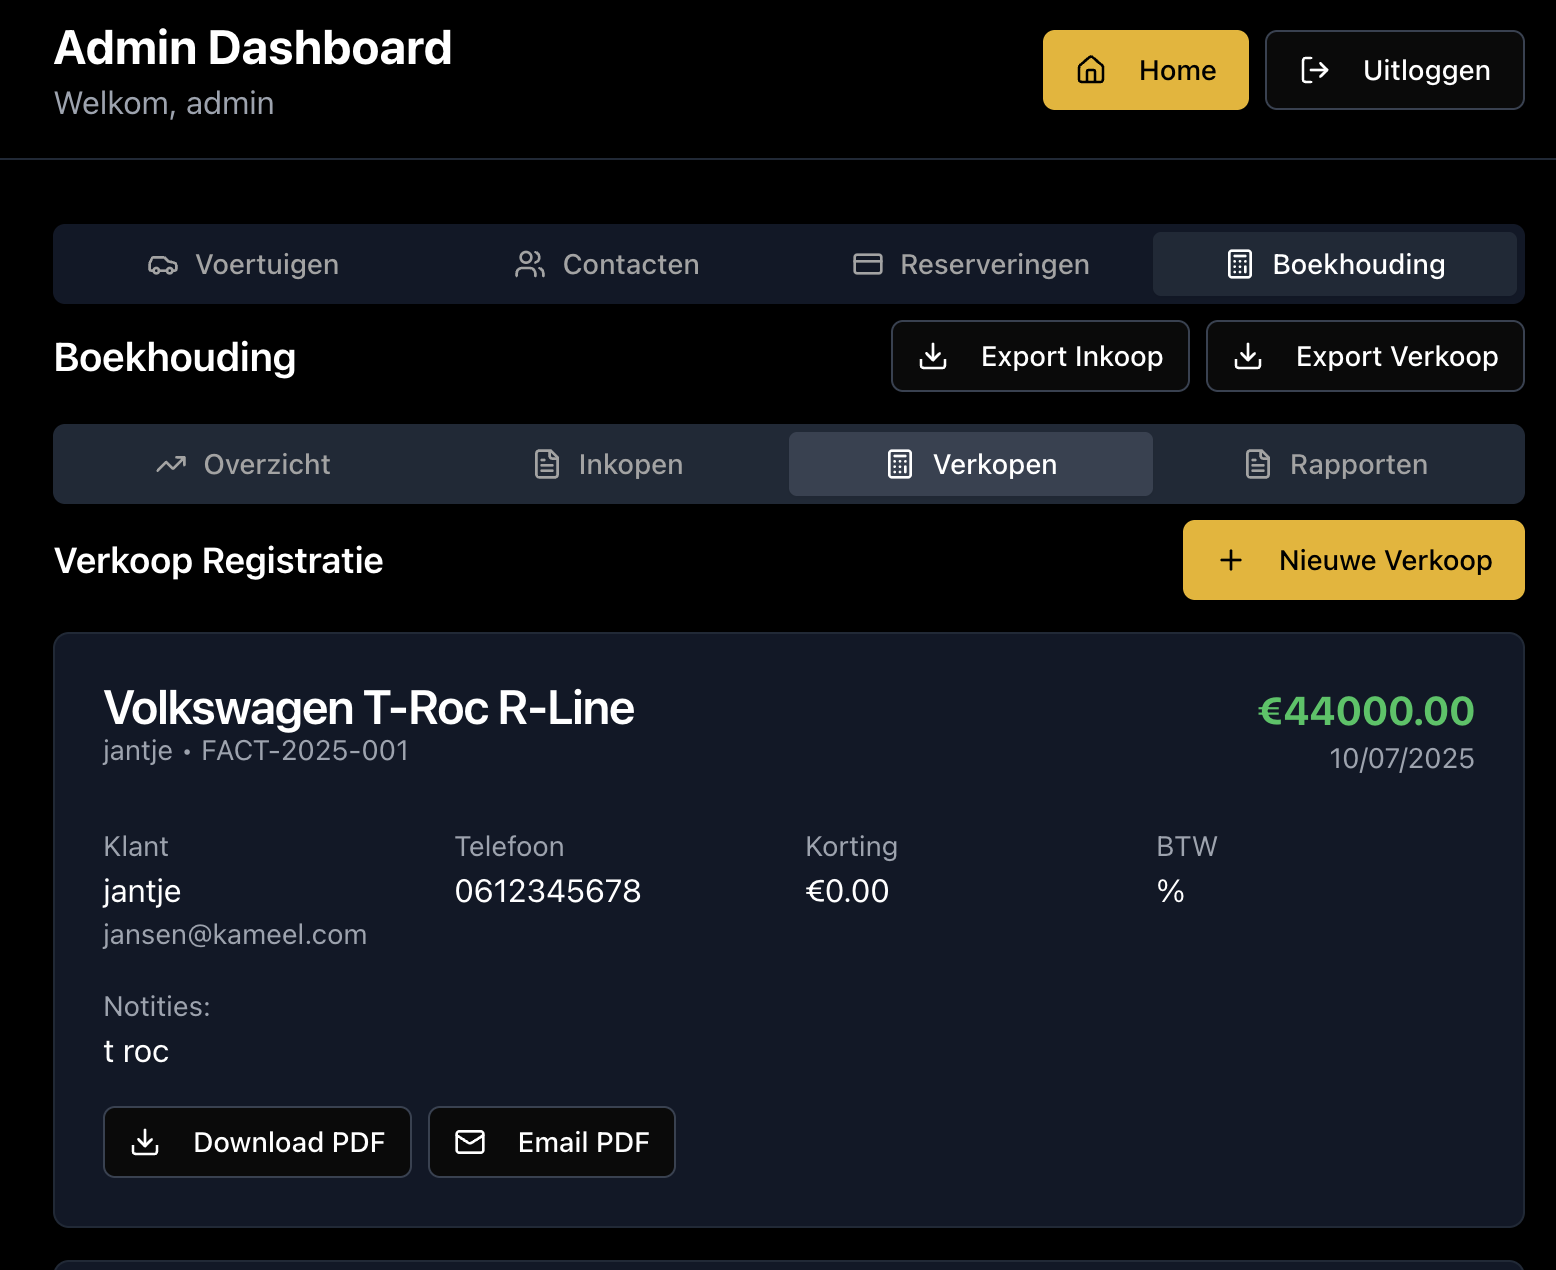 Admin Dashboard
Welkom, admin
Home
Uitloggen
Voertuigen
Contacten
Reserveringen
Boekhouding
Boekhouding
Export Inkoop
Export Verkoop
Overzicht
Inkopen
Verkopen
Rapporten
Verkoop Registratie
Nieuwe Verkoop
Volkswagen T-Roc R-Line
€44000.00
jantje • FACT-2025-001
10/07/2025
Klant
Telefoon
Korting
BTW
jantje
0612345678
€0.00
%
jansen@kameel.com
Notities:
t roc
Download PDF
Email PDF